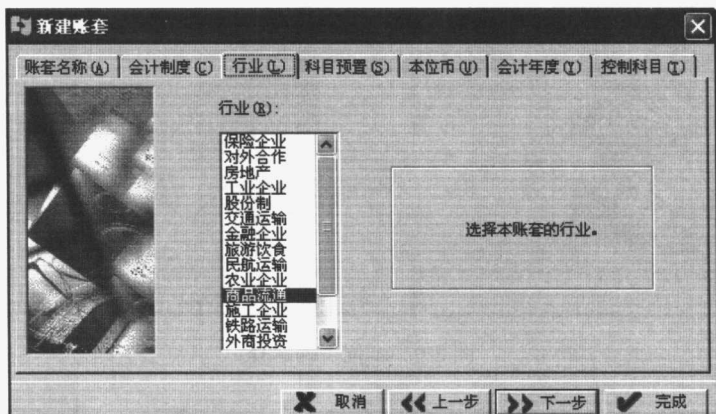 新建账套
账套名称(A) 会计制度(C) 行业(L) 科目预置(S) 本位币(U) 会计年度(Y) 控制科目(T)
行业(R):
保险企业
对外合作
房地产
工业企业
股份制
交通运输
金融企业
旅游饮食
民航运输
农业企业
商品流通
施工企业
铁路运输
外商投资
选择本账套的行业。
取消 上一步 下一步 完成